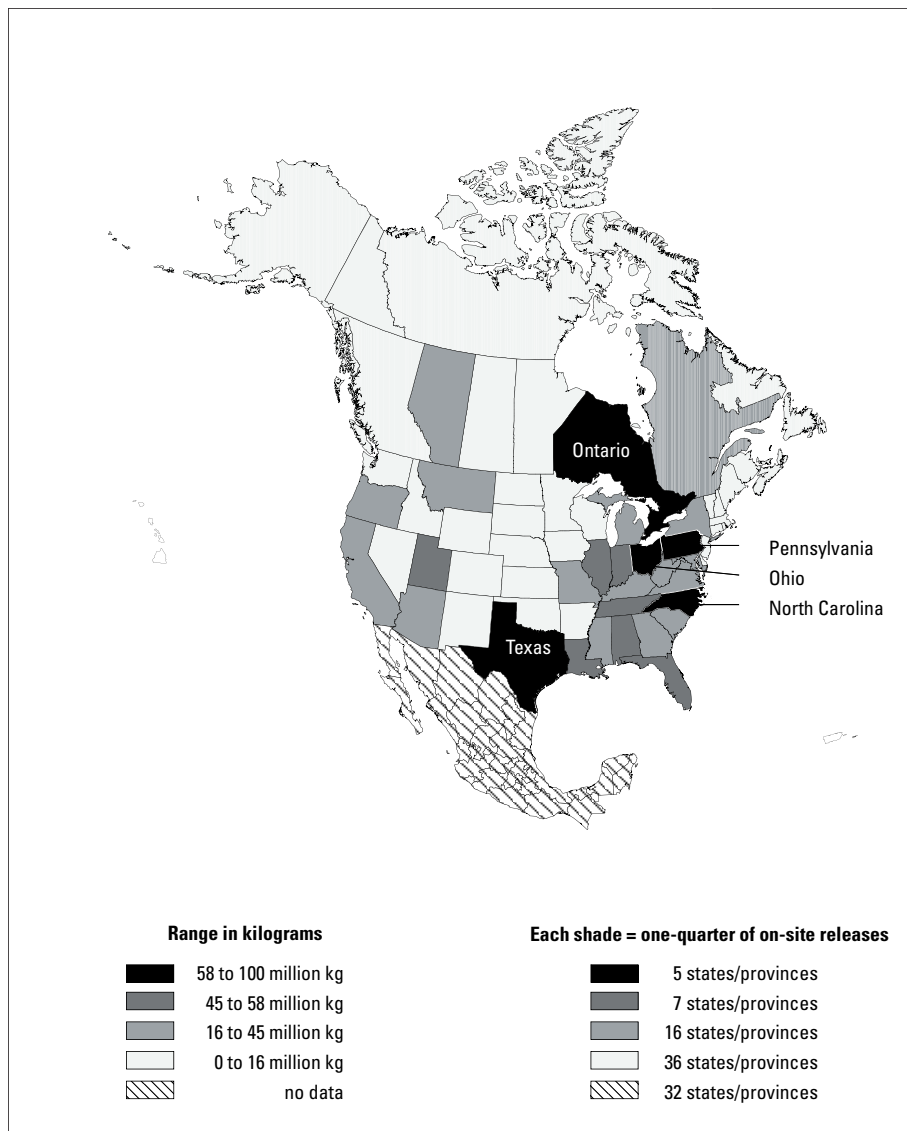 Ontario
Pennsylvania
Ohio
North Carolina
Texas
Range in kilograms
58 to 100 million kg
45 to 58 million kg
16 to 45 million kg
0 to 16 million kg
no data
Each shade = one-quarter of on-site releases
5 states/provinces
7 states/provinces
16 states/provinces
36 states/provinces
32 states/provinces